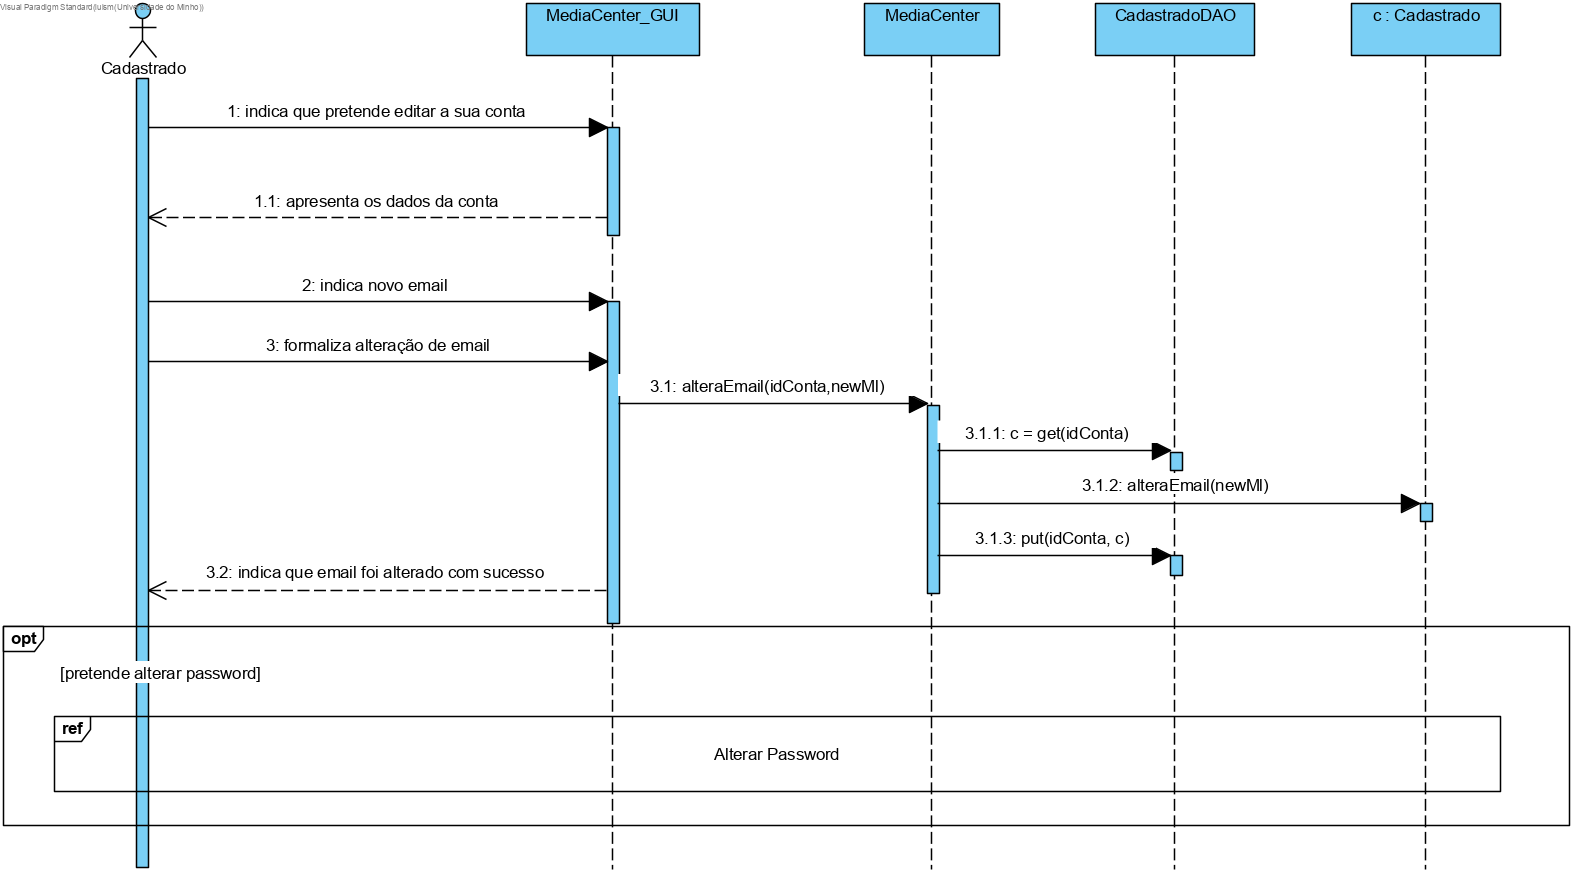 Visual Paradigm Standard(luism(Universidade do Minho))
Cadastrado
MediaCenter_GUI
MediaCenter
CadastradoDAO
c : Cadastrado
1: indica que pretende editar a sua conta
1.1: apresenta os dados da conta
2: indica novo email
3: formaliza alteração de email
3.1: alteraEmail(idConta,newMl)
3.1.1: c = get(idConta)
3.1.2: alteraEmail(newMl)
3.1.3: put(idConta, c)
3.2: indica que email foi alterado com sucesso
opt
[pretende alterar password]
ref
Alterar Password